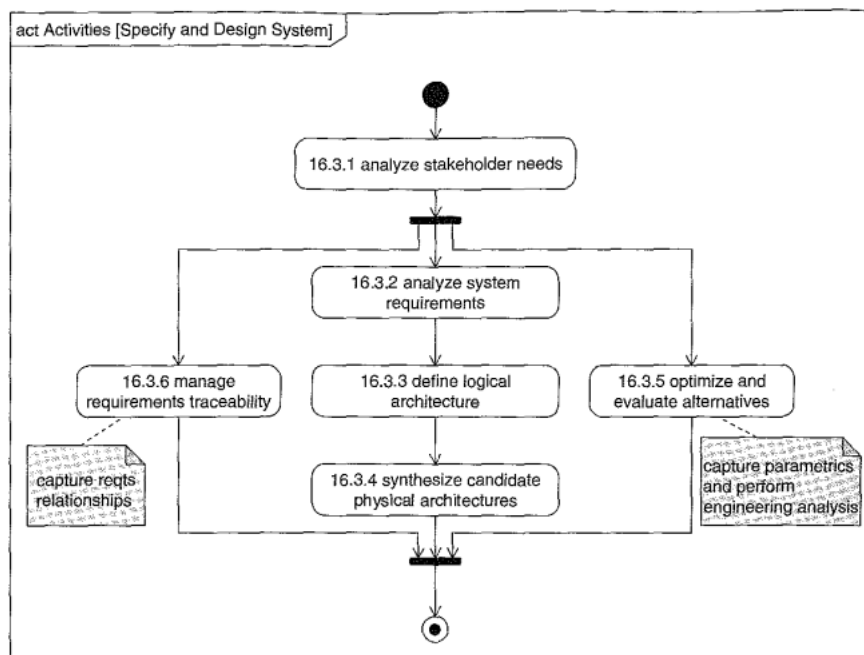 act Activities [Specify and Design System]
16.3.1 analyze stakeholder needs
16.3.2 analyze system
requirements
16.3.6 manage
requirements traceability
16.3.3 define logical
architecture
16.3.5 optimize and
evaluate alternatives
capture reqts
relationships
16.3.4 synthesize candidate
physical architectures
capture parametrics
and perform
engineering analysis